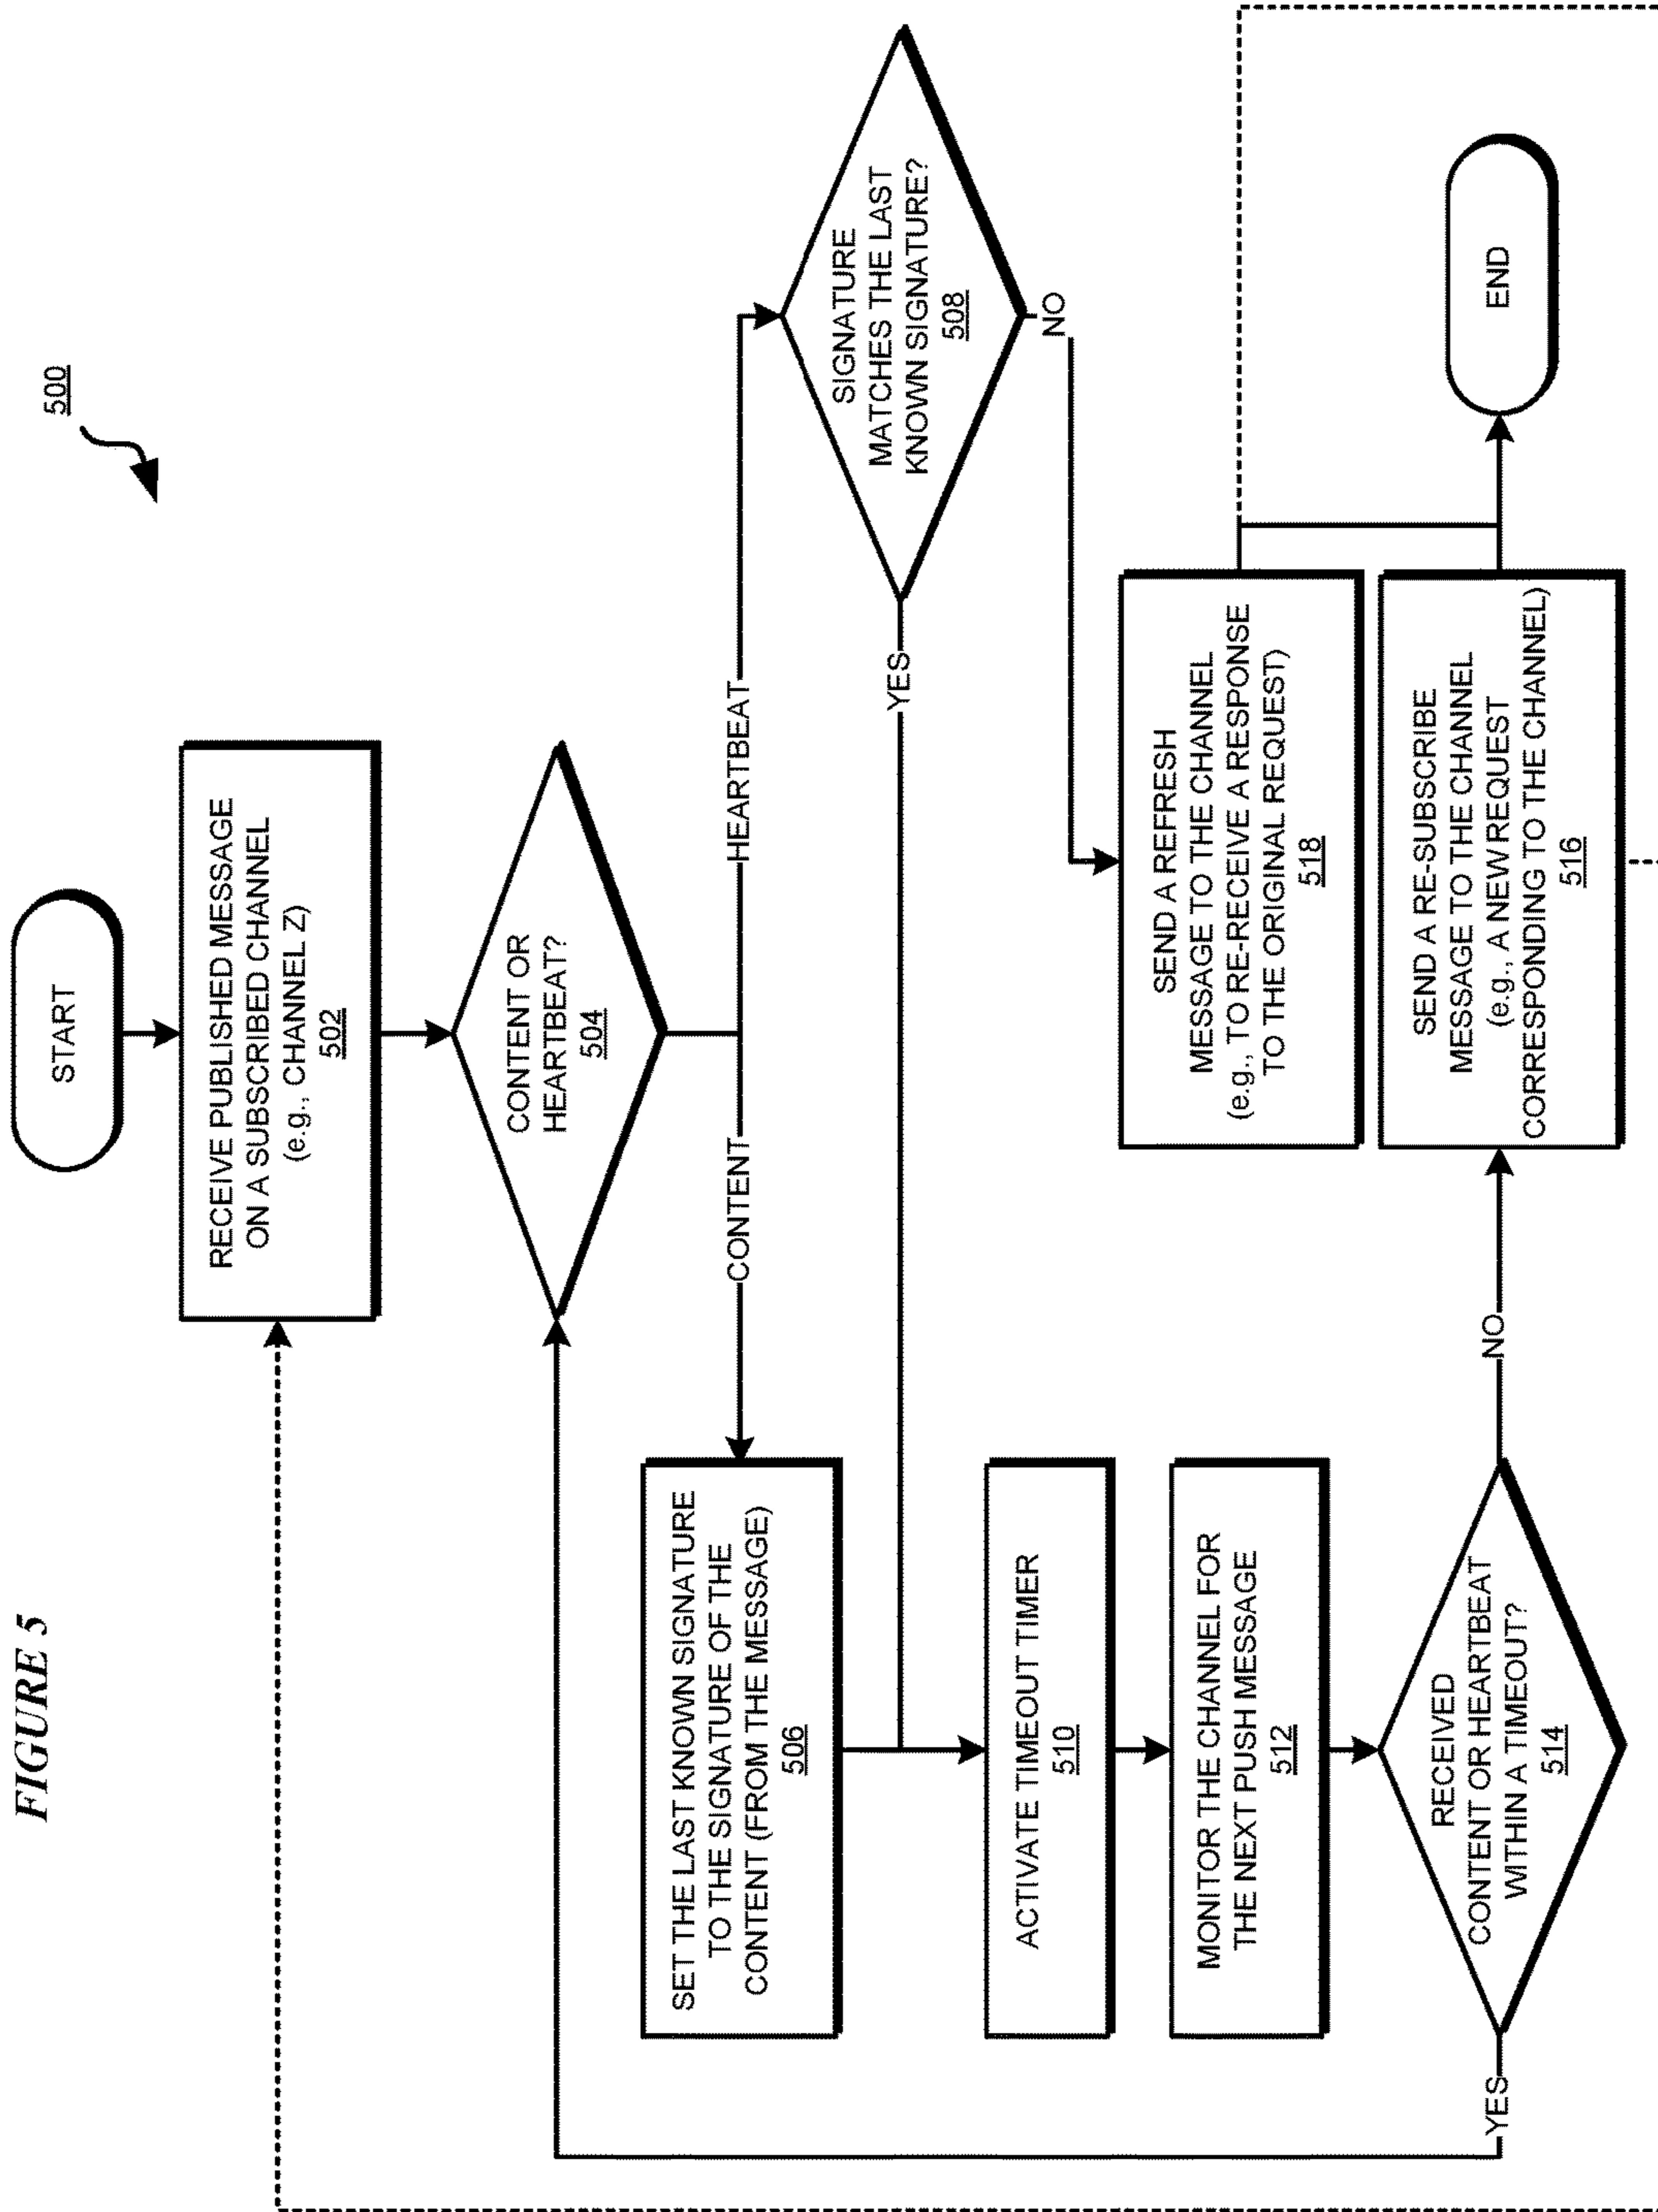 FIGURE 5
500
START
RECEIVE PUBLISHED MESSAGE
ON A SUBSCRIBED CHANNEL
(e.g., CHANNEL Z)
502
CONTENT OR
HEARTBEAT?
504
CONTENT
HEARTBEAT
SET THE LAST KNOWN SIGNATURE
TO THE SIGNATURE OF THE
CONTENT (FROM THE MESSAGE)
506
SIGNATURE
MATCHES THE LAST
KNOWN SIGNATURE?
508
YES
NO
ACTIVATE TIMEOUT TIMER
510
MONITOR THE CHANNEL FOR
THE NEXT PUSH MESSAGE
512
SEND A REFRESH
MESSAGE TO THE CHANNEL
(e.g., TO RE-RECEIVE A RESPONSE
TO THE ORIGINAL REQUEST)
518
RECEIVED
CONTENT OR HEARTBEAT
WITHIN A TIMEOUT?
514
YES
NO
SEND A RE-SUBSCRIBE
MESSAGE TO THE CHANNEL
(e.g., A NEW REQUEST
CORRESPONDING TO THE CHANNEL)
516
END